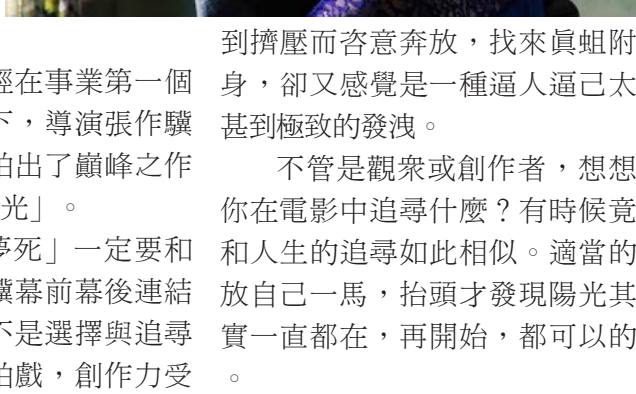 經在事業第一個
下，導演張作驥
拍出了巔峰之作
光」。
夢死」一定要和
驥幕前幕後連結
不是選擇與追尋
拍戲，創作力受
到擠壓而咨意奔放，找來真蛆附
身，卻又感覺是一種逼人逼己太
甚到極致的發洩。
不管是觀眾或創作者，想想
你在電影中追尋什麼？有時候竟
和人生的追尋如此相似。適當的
放自己一馬，抬頭才發現陽光其
實一直都在，再開始，都可以的
。